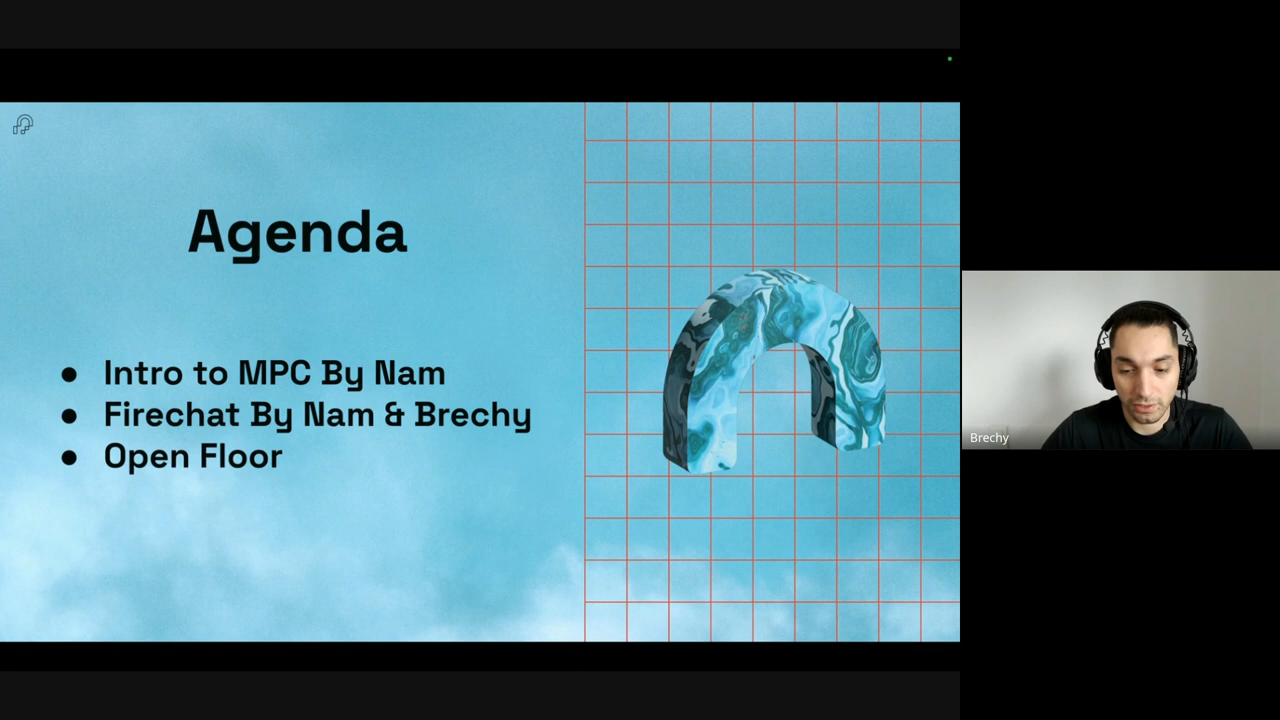 Agenda
● Intro to MPC By Nam
● Firechat By Nam & Brechy
● Open Floor
Brechy